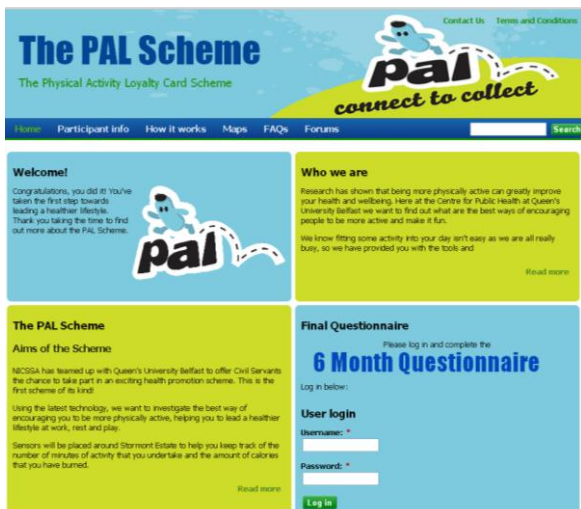 Contact Us Terms and Conditions
The PAL Scheme
The Physical Activity Loyalty Card Scheme
pal
connect to collect
Home Participant info How it works Maps FAQs Forums Search
Welcome!
Congratulations, you did it! You've
taken the first step towards
leading a healthier lifestyle.
Thank you taking the time to find
out more about the PAL Scheme.
pal
Who we are
Research has shown that being more physically active can greatly improve
your health and wellbeing. Here at the Centre for Public Health at Queen's
University Belfast we want to find out what are the best ways of encouraging
people to be more active and make it fun.
We know fitting some activity into your day isn't easy as we are all really
busy, so we have provided you with the tools and
Read more
The PAL Scheme
Aims of the Scheme
NICSSA has teamed up with Queen's University Belfast to offer Civil Servants
the chance to take part in an exciting health promotion scheme. This is the
first scheme of its kind!
Using the latest technology, we want to investigate the best way of
encouraging you to be more physically active, helping you to lead a healthier
lifestyle at work, rest and play.
Sensors will be placed around Stormont Estate to help you keep track of the
number of minutes of activity that you undertake and the amount of calories
that you have burned.
Read more
Final Questionnaire
Please log in and complete the
6 Month Questionnaire
Log in below:
User login
Username: *
Password: *
Log in